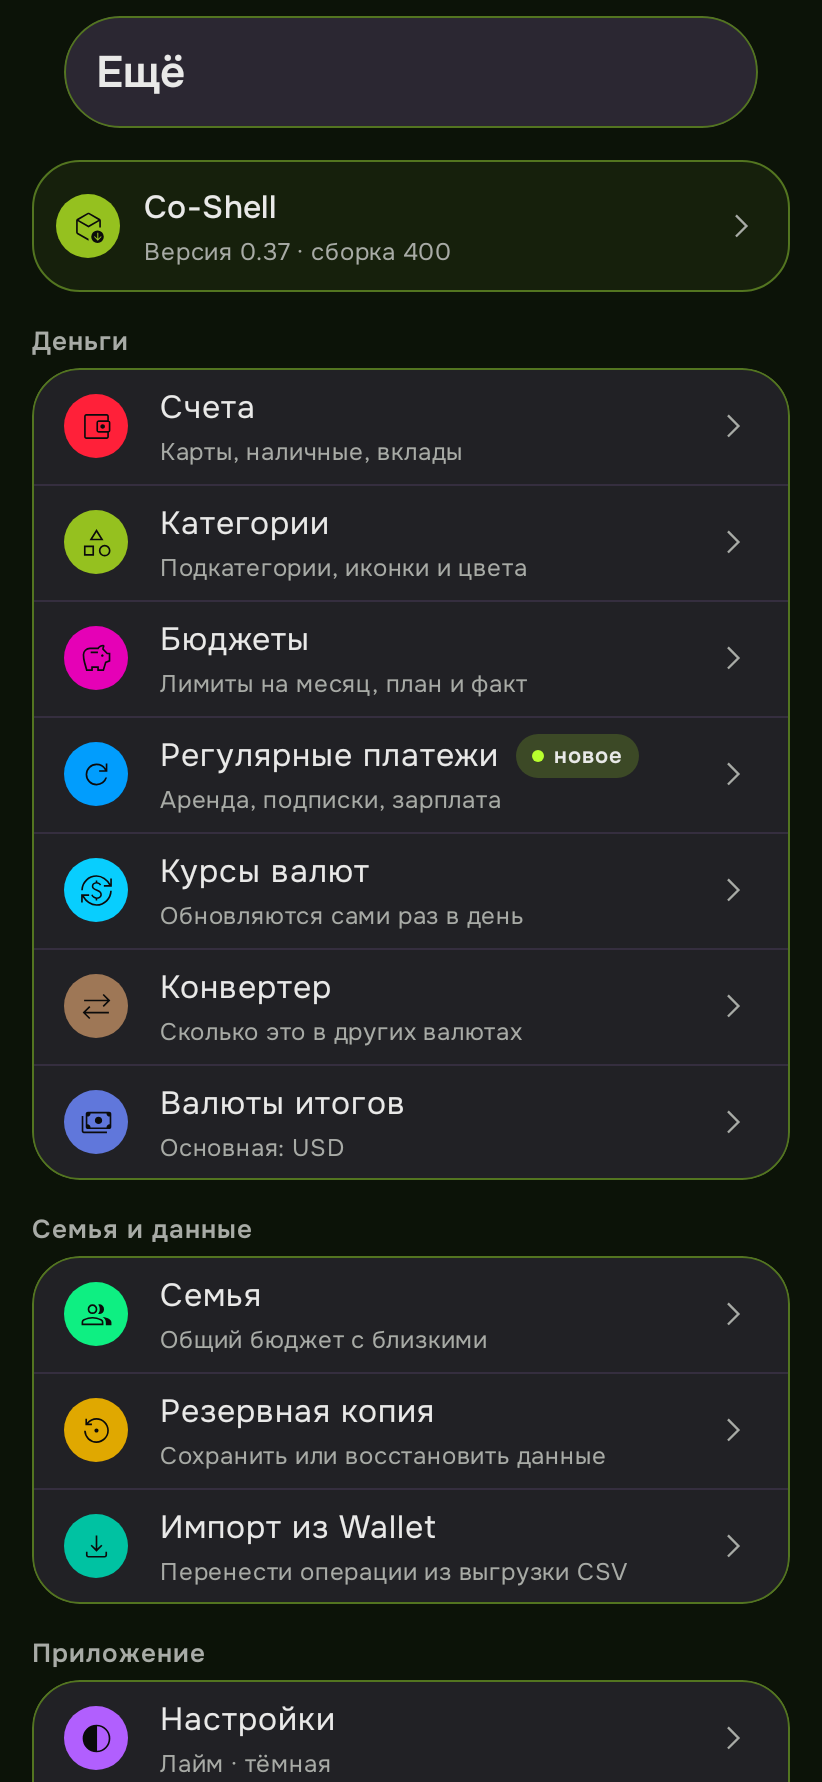 Ещё
Co-Shell
Версия 0.37 · сборка 400
Деньги
Счета
Карты, наличные, вклады
Категории
Подкатегории, иконки и цвета
Бюджеты
Лимиты на месяц, план и факт
Регулярные платежи новое
Аренда, подписки, зарплата
Курсы валют
Обновляются сами раз в день
Конвертер
Сколько это в других валютах
Валюты итогов
Основная: USD
Семья и данные
Семья
Общий бюджет с близкими
Резервная копия
Сохранить или восстановить данные
Импорт из Wallet
Перенести операции из выгрузки CSV
Приложение
Настройки
Лайм · тёмная